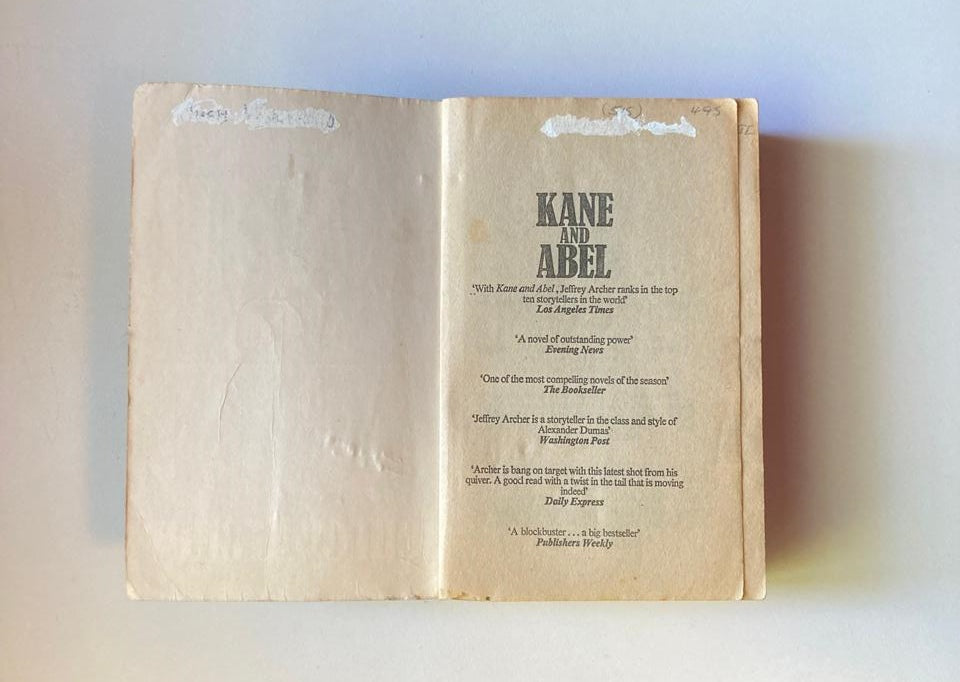 (SIS)
495
KANE
AND
ABEL
'With Kane and Abel, Jeffrey Archer ranks in the top
ten storytellers in the world'
Los Angeles Times
'A novel of outstanding power'
Evening News
'One of the most compelling novels of the season'
The Bookseller
'Jeffrey Archer is a storyteller in the class and style of
Alexander Dumas'
Washington Post
'Archer is bang on target with this latest shot from his
quiver. A good read with a twist in the tail that is moving
indeed'
Daily Express
'A blockbuster . . . a big bestseller'
Publishers Weekly